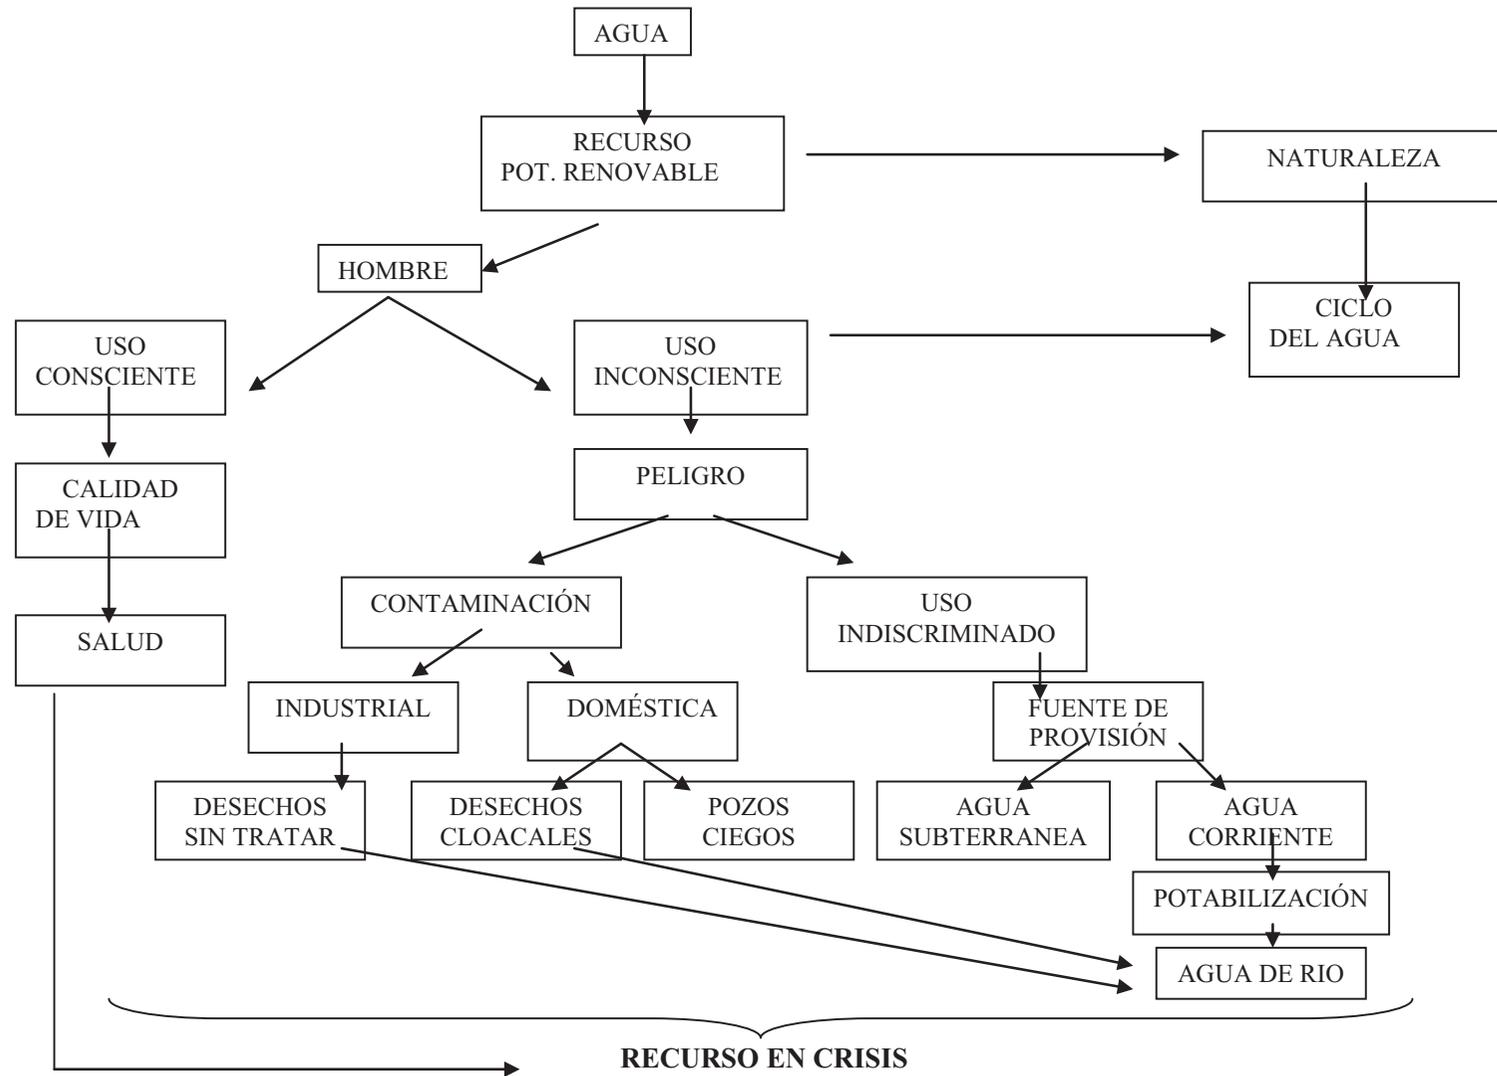 AGUA
RECURSO
POT. RENOVABLE
NATURALEZA
HOMBRE
CICLO
DEL AGUA
USO
CONSCIENTE
USO
INCONSCIENTE
CALIDAD
DE VIDA
PELIGRO
SALUD
CONTAMINACIÓN
USO
INDISCRIMINADO
INDUSTRIAL
DOMÉSTICA
FUENTE DE
PROVISIÓN
DESECHOS
SIN TRATAR
DESECHOS
CLOACALES
POZOS
CIEGOS
AGUA
SUBTERRANEA
AGUA
CORRIENTE
POTABILIZACIÓN
AGUA DE RIO
RECURSO EN CRISIS